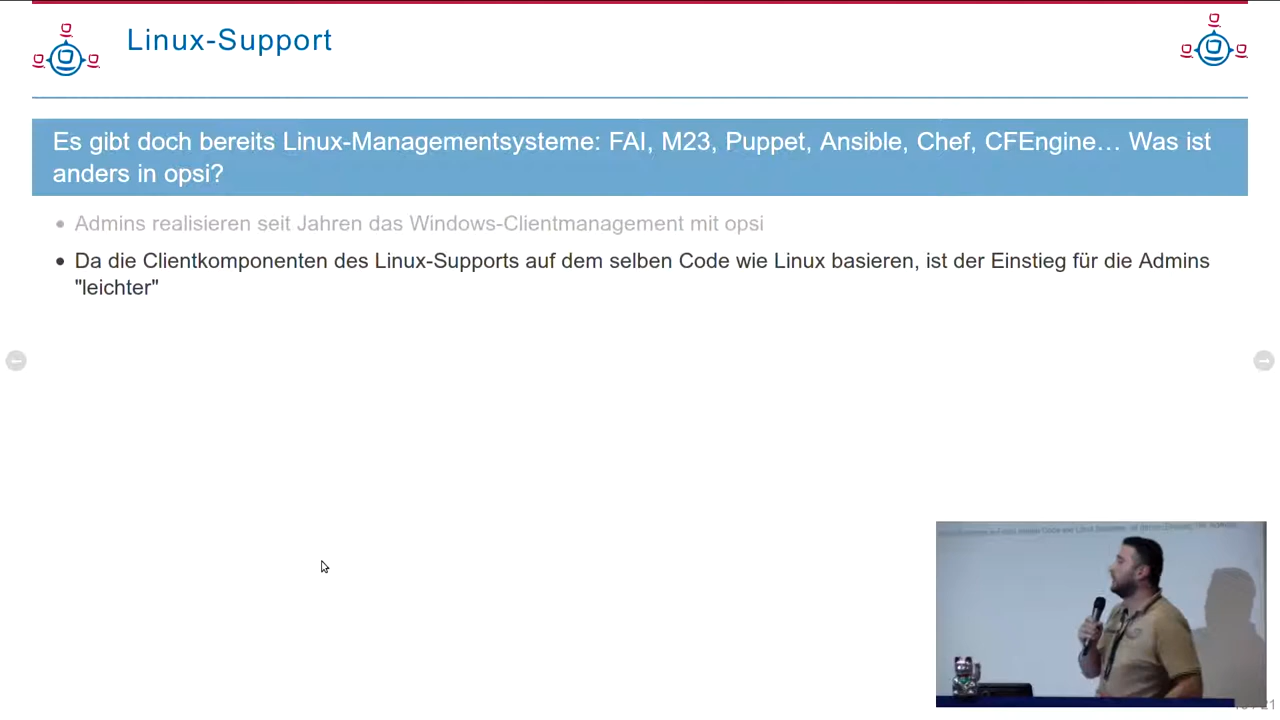 Linux-Support
Es gibt doch bereits Linux-Managementsysteme: FAI, M23, Puppet, Ansible, Chef, CFEngine… Was ist
anders in opsi?
Admins realisieren seit Jahren das Windows-Clientmanagement mit opsi
Da die Clientkomponenten des Linux-Supports auf dem selben Code wie Linux basieren, ist der Einstieg für die Admins
"leichter"